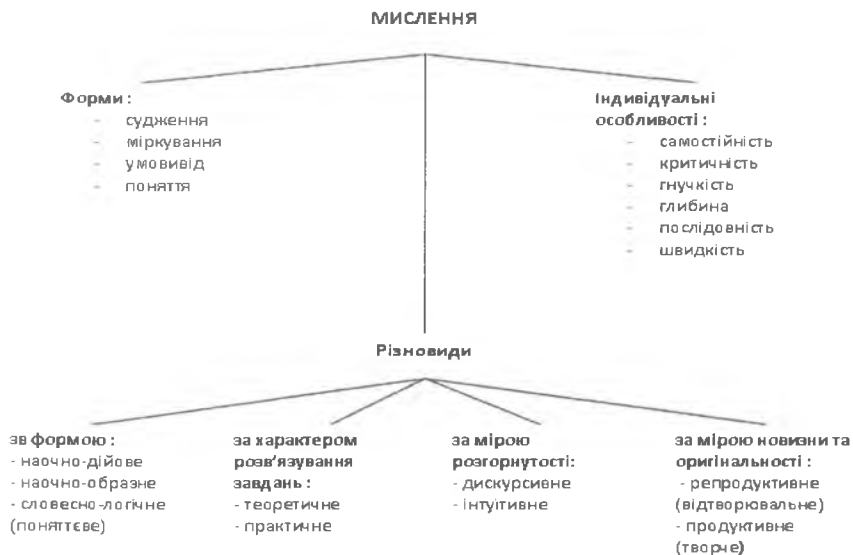 МИСЛЕННЯ
Форми :
- судження
- міркування
- умовивід
- поняття
Індивідуальні
особливості :
- самостійність
- критичність
- гнучкість
- глибина
- послідовність
- швидкість
Різновиди
зв формою :
- наочно-дійове
- наочно-образне
- словесно-логічне
(поняттєве)
за характером
розв'язування
завдань :
- теоретичне
- практичне
за мірою
розгорнутості:
- дискурсивне
- інтуїтивне
за мірою новизни та
оригінальності :
- репродуктивне
(відтворювальне)
- продуктивне
(творче)